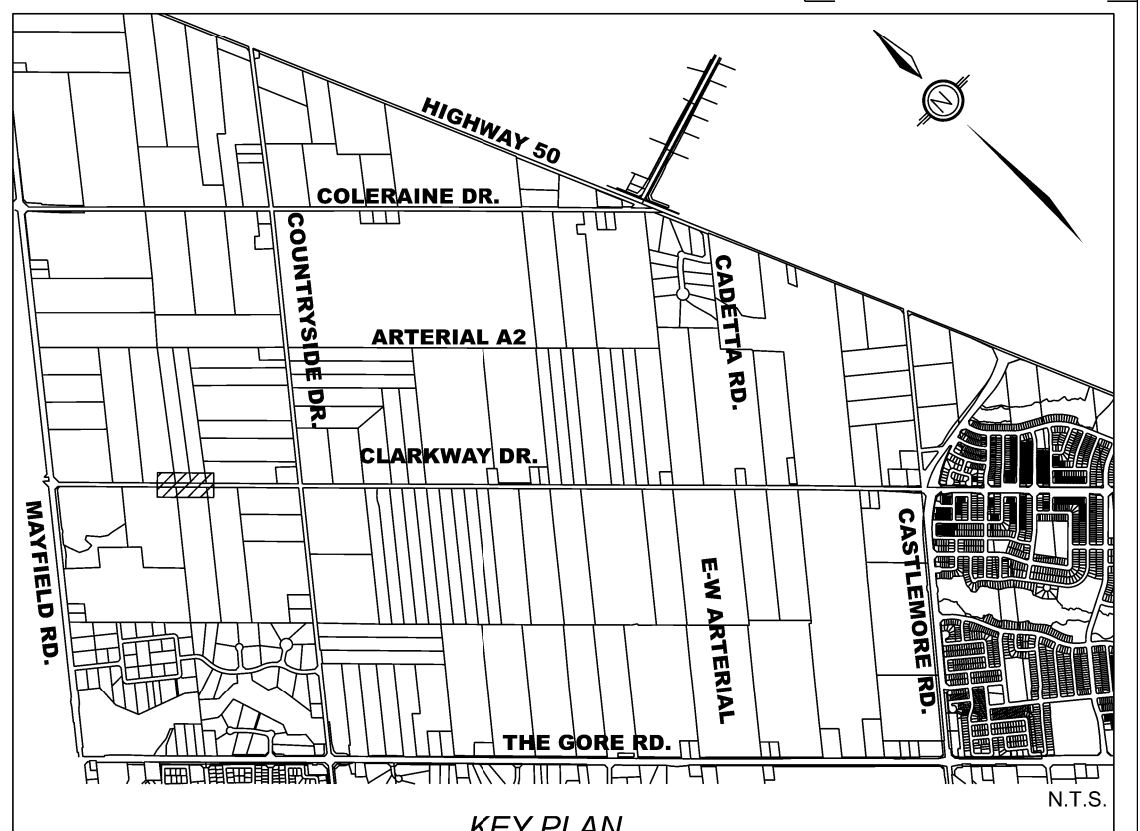 N
HIGHWAY 50
COLERAINE DR.
COUNTRYSIDE DR.
CADETTA RD.
ARTERIAL A2
CLARKWAY DR.
MAYFIELD RD.
CASTLEMORE RD.
E-W ARTERIAL
THE GORE RD.
N.T.S.
KEY PLAN